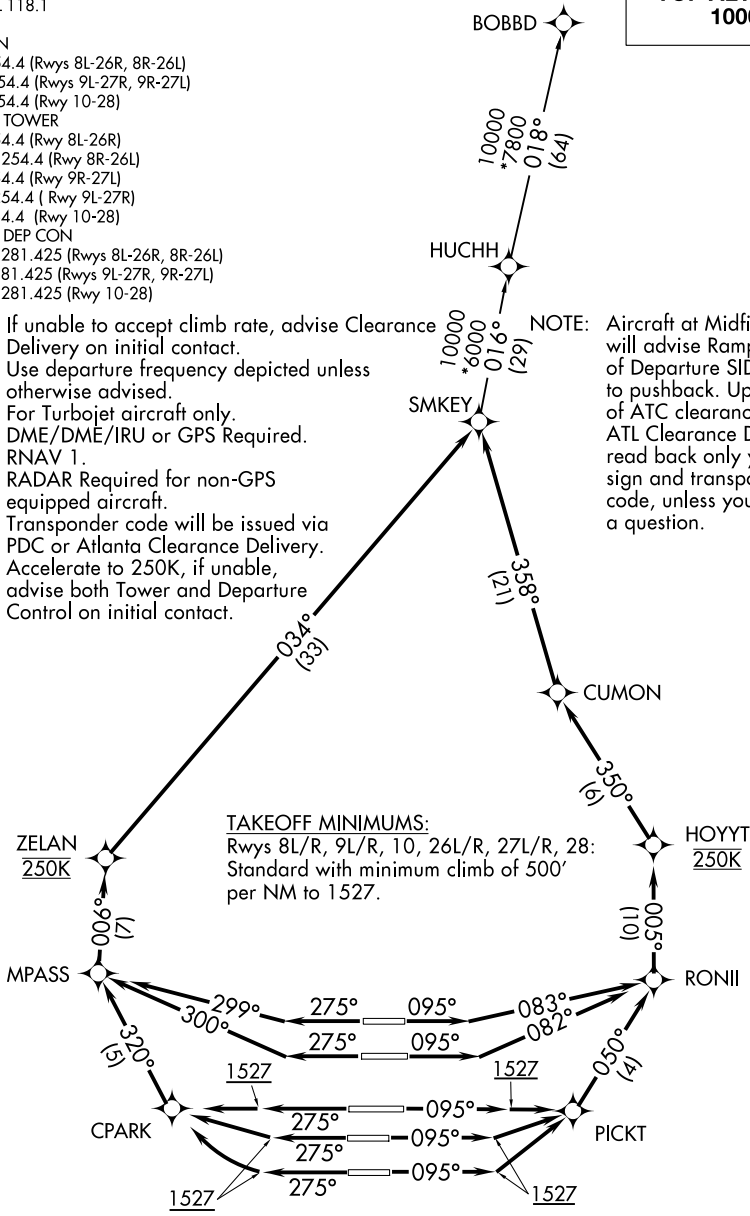 118.1
4.4 (Rwys 8L-26R, 8R-26L)
54.4 (Rwys 9L-27R, 9R-27L)
54.4 (Rwy 10-28)
TOWER
4.4 (Rwy 8L-26R)
254.4 (Rwy 8R-26L)
4.4 (Rwy 9R-27L)
54.4 ( Rwy 9L-27R)
4.4 (Rwy 10-28)
DEP CON
281.425 (Rwys 8L-26R, 8R-26L)
81.425 (Rwys 9L-27R, 9R-27L)
281.425 (Rwy 10-28)
BOBBD
10000
*7800
018°
(64)
HUCHH
10000
*6000
016°
(29)
SMKEY
If unable to accept climb rate, advise Clearance
Delivery on initial contact.
Use departure frequency depicted unless
otherwise advised.
For Turbojet aircraft only.
DME/DME/IRU or GPS Required.
RNAV 1.
RADAR Required for non-GPS
equipped aircraft.
Transponder code will be issued via
PDC or Atlanta Clearance Delivery.
Accelerate to 250K, if unable,
advise both Tower and Departure
Control on initial contact.
NOTE: Aircraft at Midfi
will advise Ramp
of Departure SID
to pushback. Up
of ATC clearanc
ATL Clearance D
read back only y
sign and transpo
code, unless you
a question.
034°
(33)
358°
(21)
CUMON
350°
(6)
ZELAN
250K
TAKEOFF MINIMUMS:
Rwys 8L/R, 9L/R, 10, 26L/R, 27L/R, 28:
Standard with minimum climb of 500'
per NM to 1527.
HOYYT
250K
006°
(7)
005°
(10)
MPASS
RONII
299°
275°
095°
083°
300°
275°
095°
082°
320°
(5)
050°
(4)
1527
1527
CPARK
275°
095°
PICKT
275°
095°
275°
095°
1527
1527